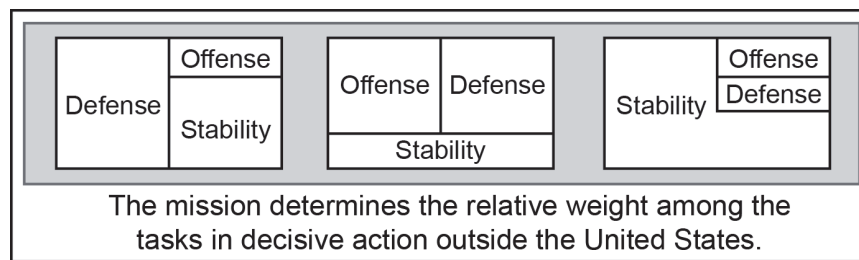 Defense
Offense
Stability
Offense
Defense
Stability
Stability
Offense
Defense
The mission determines the relative weight among the
tasks in decisive action outside the United States.